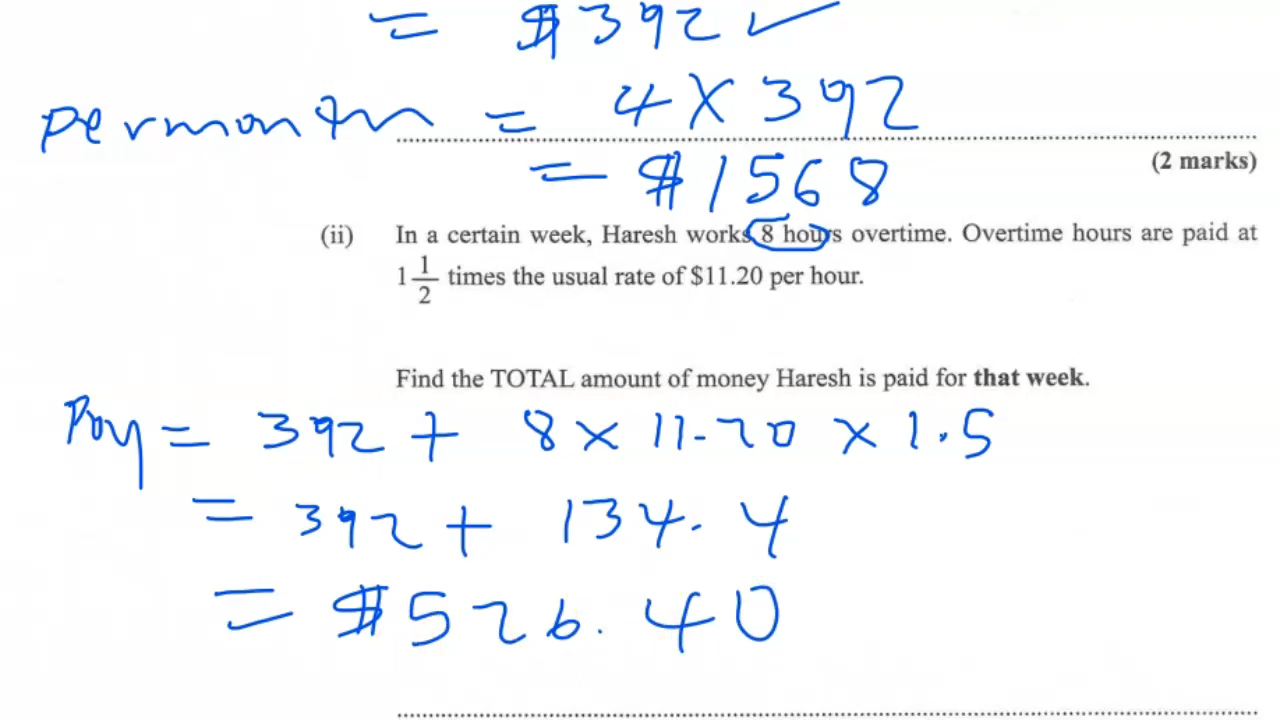 = $392 ✓
per month = 4 × 392
(2 marks)
= $1568
(ii) In a certain week, Haresh works 8 hours overtime. Overtime hours are paid at
1 1/2 times the usual rate of $11.20 per hour.
Find the TOTAL amount of money Haresh is paid for that week.
Pay = 392 + 8 × 11.20 × 1.5
= 392 + 134.4
= $526.40